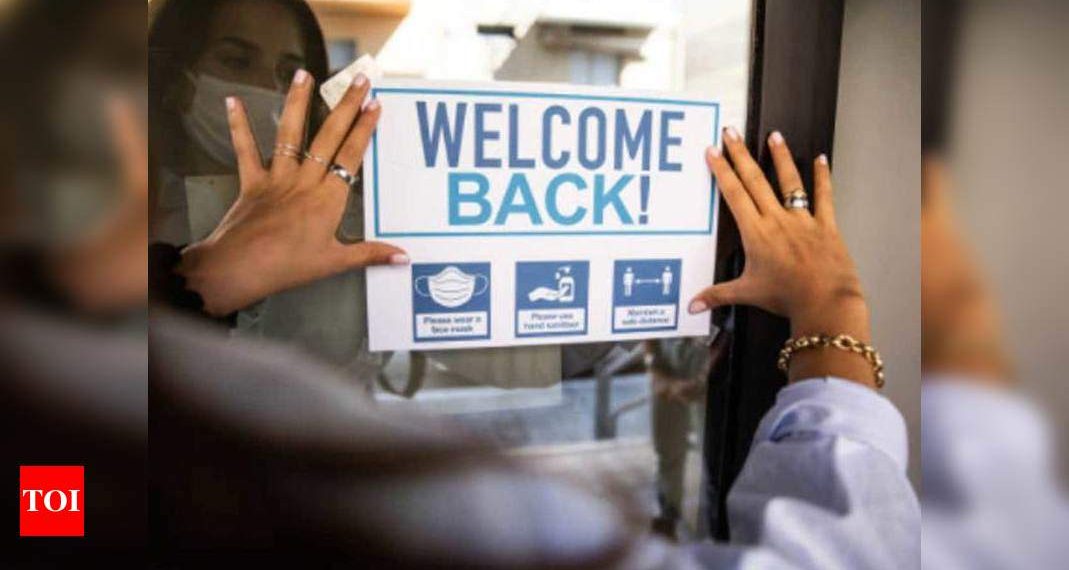 WELCOME
BACK!
Please wear a
face mask
Please use
hand sanitiser
Maintain a
safe distance
TOI